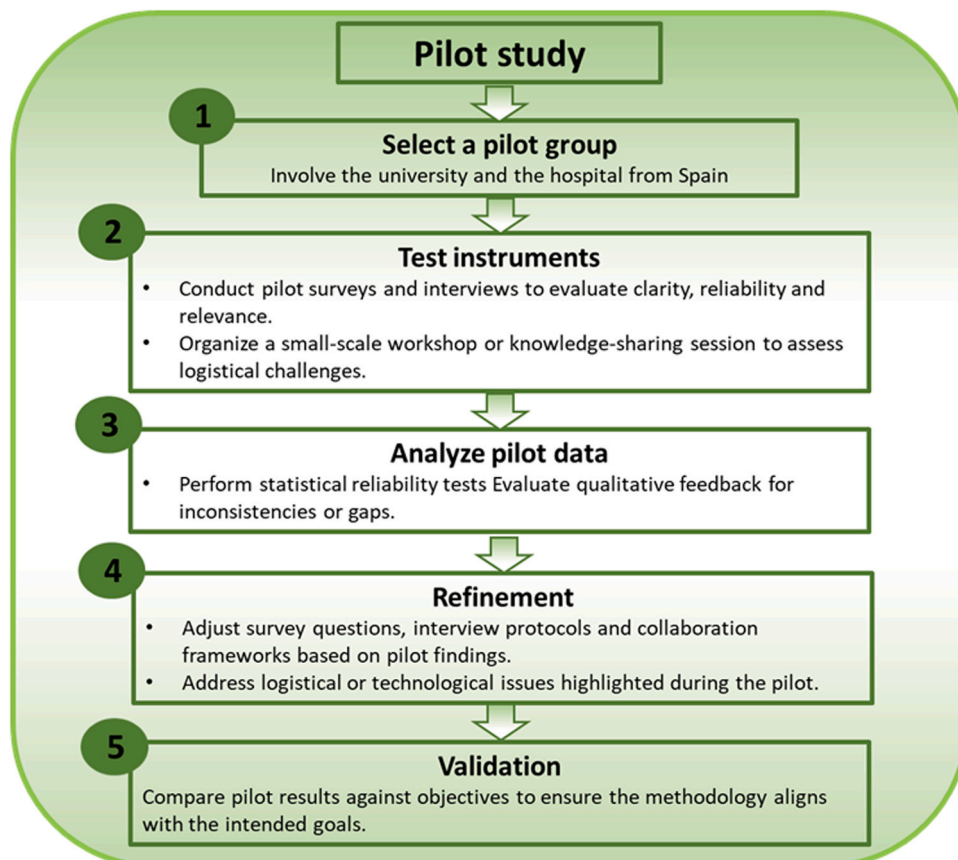 Pilot study
1
Select a pilot group
Involve the university and the hospital from Spain
2
Test instruments
• Conduct pilot surveys and interviews to evaluate clarity, reliability and
relevance.
• Organize a small-scale workshop or knowledge-sharing session to assess
logistical challenges.
3
Analyze pilot data
• Perform statistical reliability tests Evaluate qualitative feedback for
inconsistencies or gaps.
4
Refinement
• Adjust survey questions, interview protocols and collaboration
frameworks based on pilot findings.
• Address logistical or technological issues highlighted during the pilot.
5
Validation
Compare pilot results against objectives to ensure the methodology aligns
with the intended goals.